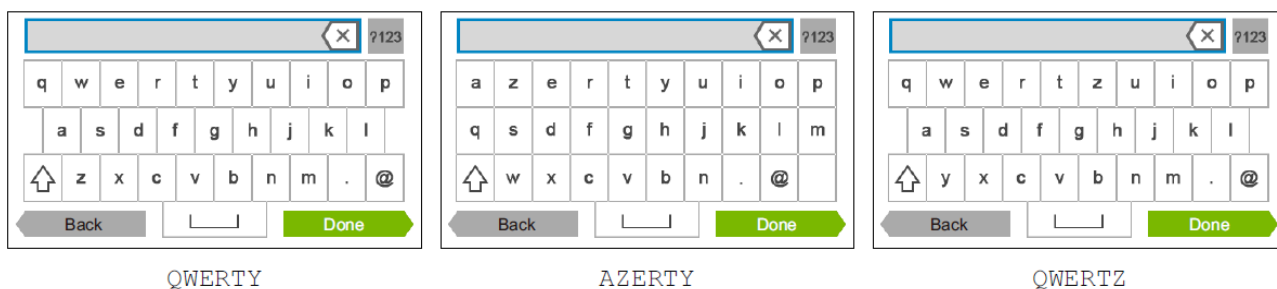 ?123 ?123 ?123
q w e r t y u i o p a z e r t y u i o p q w e r t z u i o p
a s d f g h j k l q s d f g h j k l m a s d f g h j k l
z x c v b n m . @ w x c v b n . @ y x c v b n m . @
Back Done Back Done Back Done
QWERTY AZERTY QWERTZ